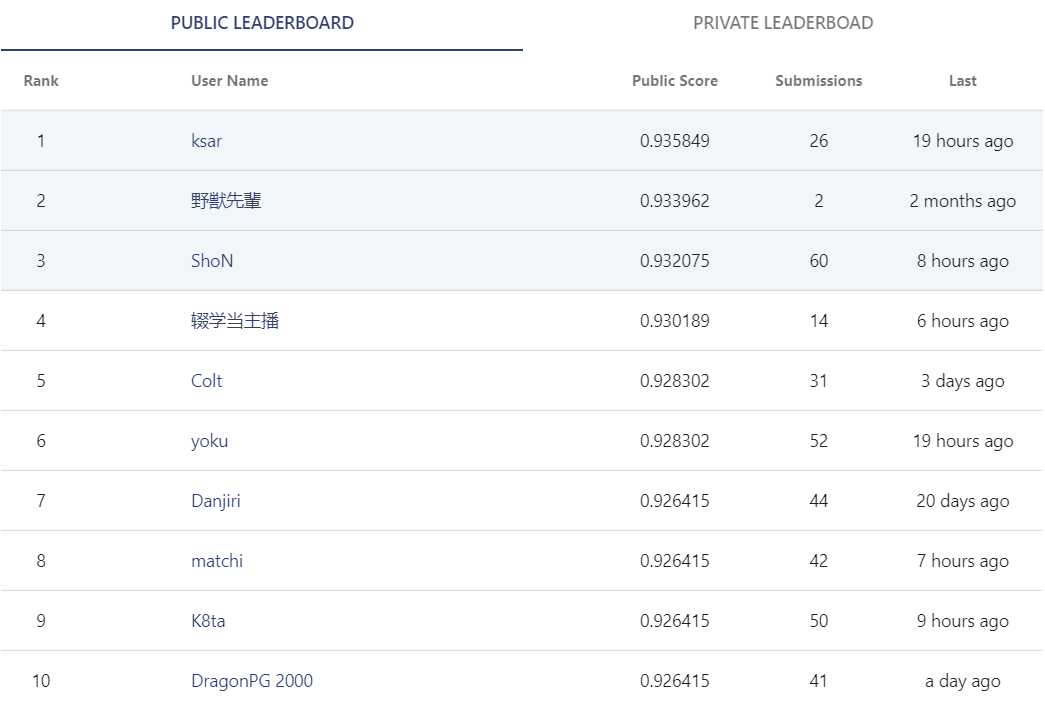 PUBLIC LEADERBOARD PRIVATE LEADERBOAD
Rank User Name Public Score Submissions Last
1 ksar 0.935849 26 19 hours ago
2 野獣先輩 0.933962 2 2 months ago
3 ShoN 0.932075 60 8 hours ago
4 辍学当主播 0.930189 14 6 hours ago
5 Colt 0.928302 31 3 days ago
6 yoku 0.928302 52 19 hours ago
7 Danjiri 0.926415 44 20 days ago
8 matchi 0.926415 42 7 hours ago
9 K8ta 0.926415 50 9 hours ago
10 DragonPG 2000 0.926415 41 a day ago